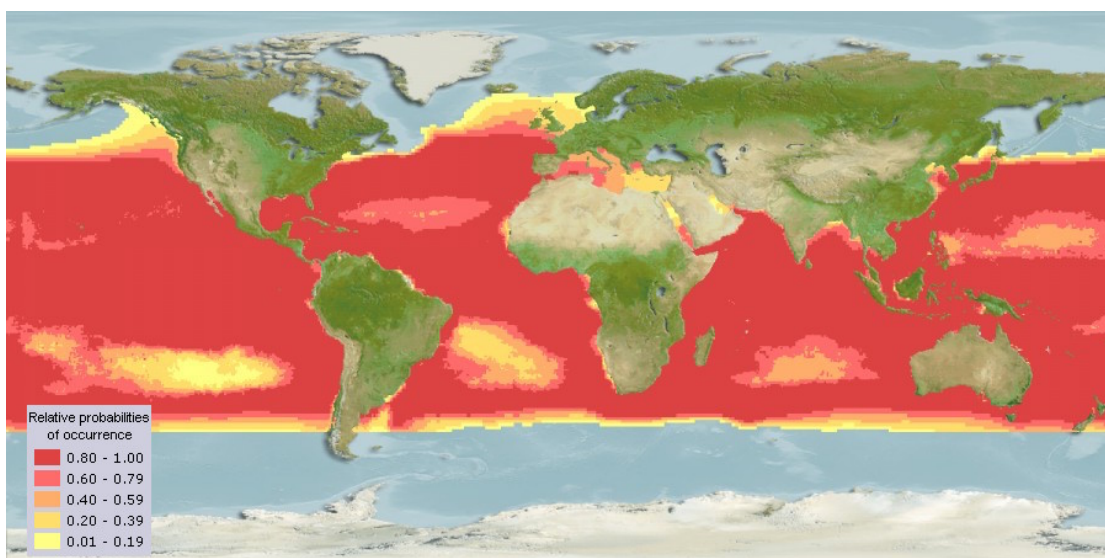 Relative probabilities
of occurrence
0.80 - 1.00
0.60 - 0.79
0.40 - 0.59
0.20 - 0.39
0.01 - 0.19